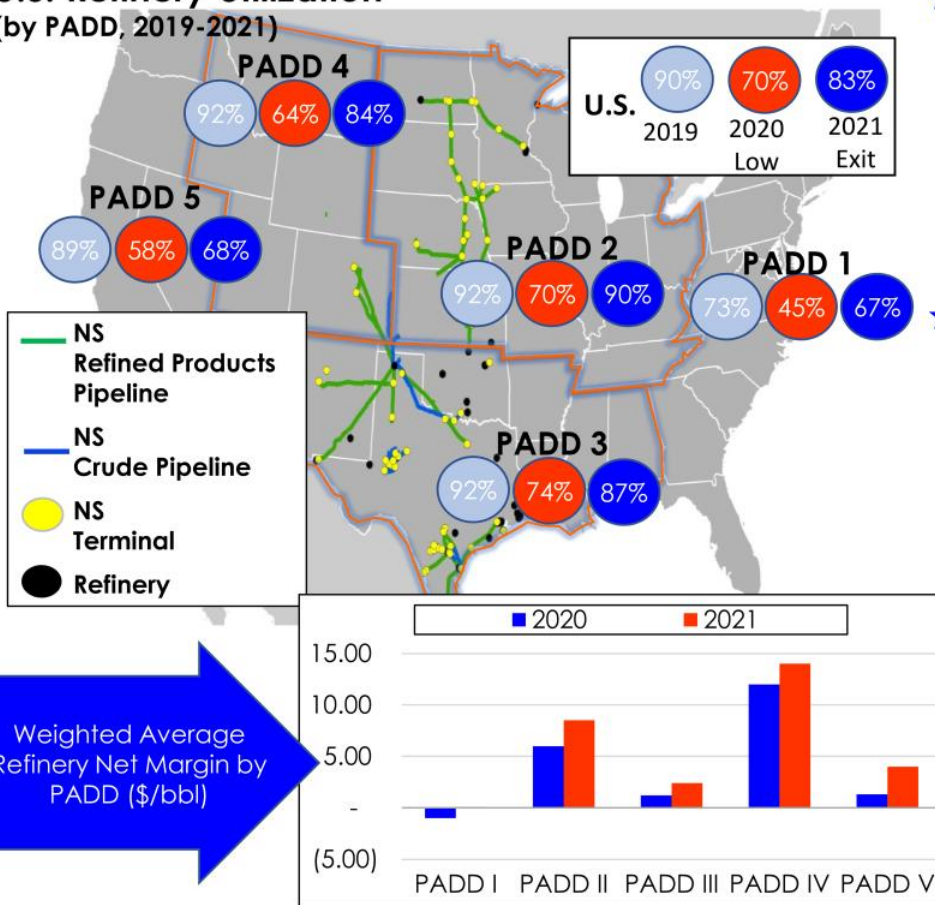 (by PADD, 2019-2021)
PADD 4
92% 64% 84%
U.S. 90% 70% 83%
2019 2020 2021
Low Exit
PADD 5
89% 58% 68%
PADD 2
92% 70% 90%
PADD 1
73% 45% 67%
NS
Refined Products
Pipeline
NS
Crude Pipeline
NS
Terminal
Refinery
PADD 3
92% 74% 87%
Weighted Average
Refinery Net Margin by
PADD ($/bbl)
2020 2021
15.00
10.00
5.00
-
(5.00)
PADD I PADD II PADD III PADD IV PADD V